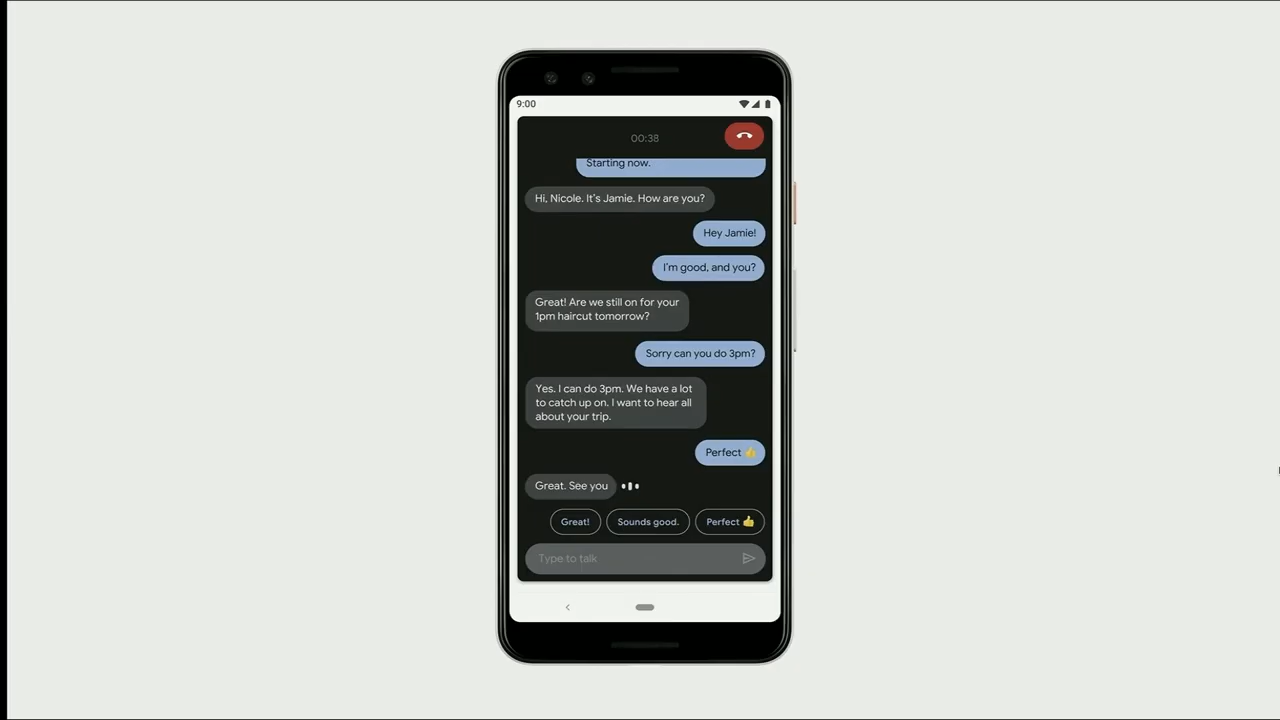 9:00
00:38
Starting now.
Hi, Nicole. It's Jamie. How are you?
Hey Jamie!
I'm good, and you?
Great! Are we still on for your
1pm haircut tomorrow?
Sorry can you do 3pm?
Yes. I can do 3pm. We have a lot
to catch up on. I want to hear all
about your trip.
Perfect 👍
Great. See you
Great! Sounds good. Perfect 👍
Type to talk